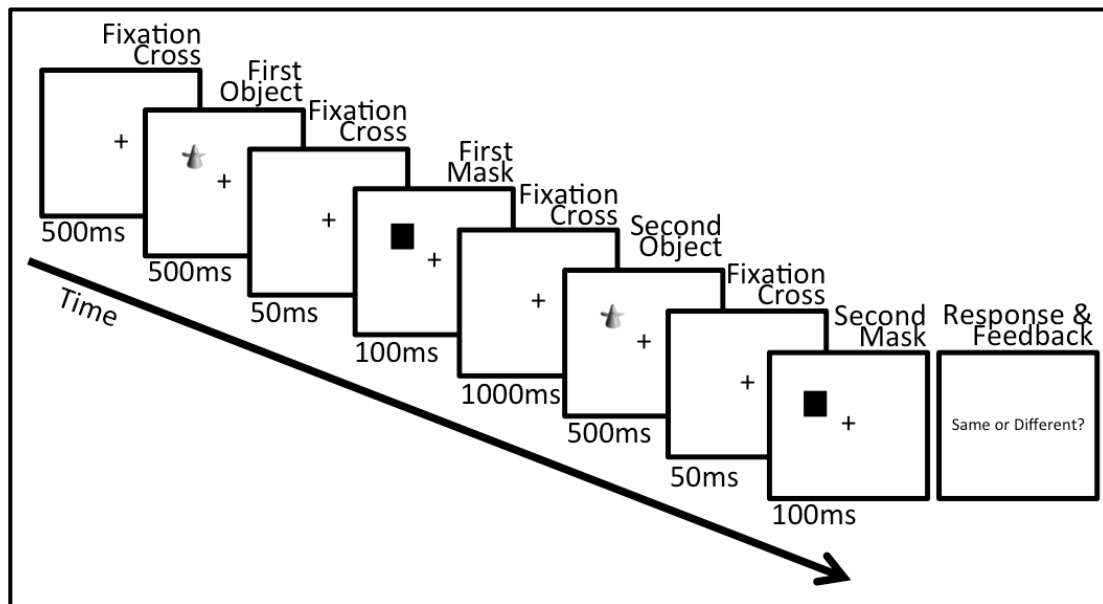 Fixation
Cross
500ms
First
Object
500ms
Fixation
Cross
50ms
First
Mask
100ms
Fixation
Cross
1000ms
Second
Object
500ms
Fixation
Cross
50ms
Second
Mask
100ms
Response &
Feedback
Same or Different?
Time